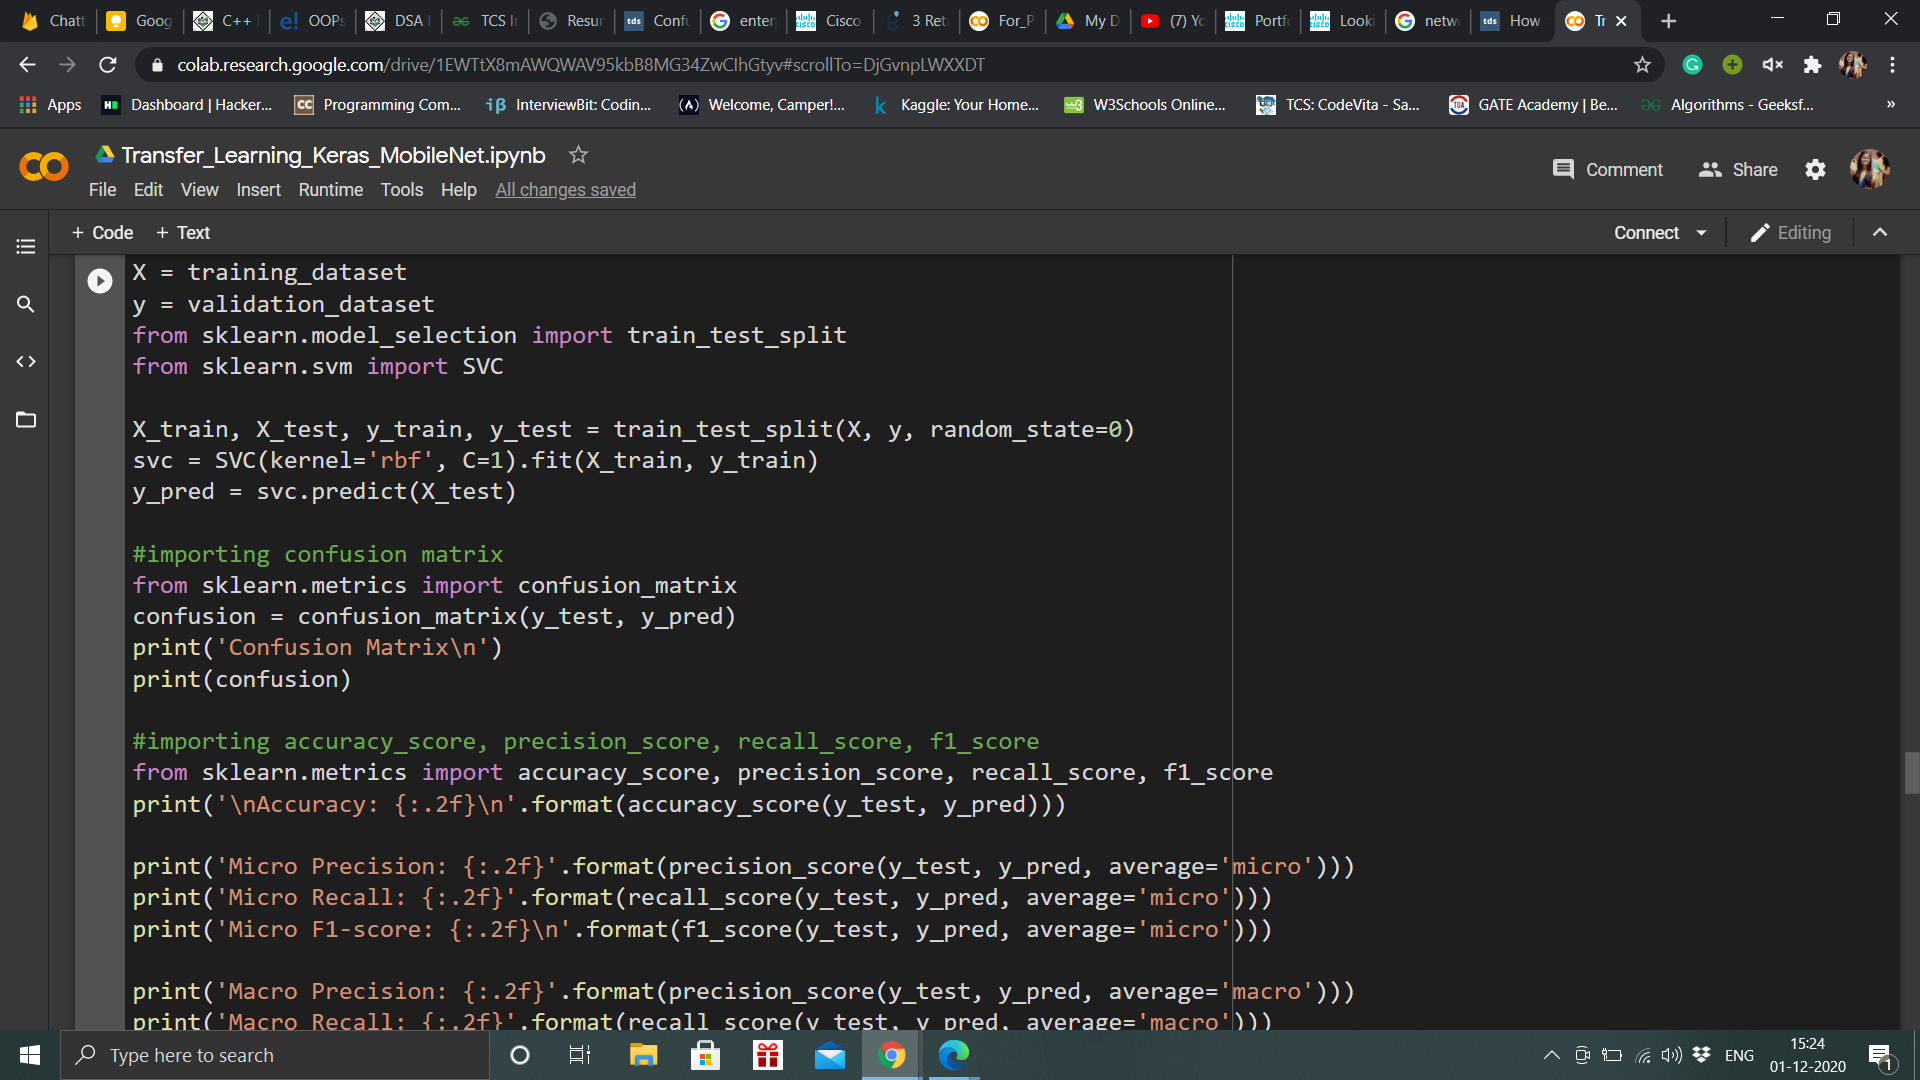 Chatt
Goog
C++
OOPs
DSA
TCS I
Resur
Confu
enter
Cisco
3 Ret
For_P
My D
(7) Yo
Portf
Looki
netw
How
Tr
colab.research.google.com/drive/1EWTtX8mAWQWAV95kbB8MG34ZwCIhGtyv#scrollTo=DjGvnpLWXXDT
Apps
Dashboard | Hacker...
Programming Com...
InterviewBit: Codin...
Welcome, Camper!...
Kaggle: Your Home...
W3Schools Online...
TCS: CodeVita - Sa...
GATE Academy | Be...
Algorithms - Geeksf...
»
Transfer_Learning_Keras_MobileNet.ipynb
Comment
Share
File Edit View Insert Runtime Tools Help All changes saved
+ Code + Text
Connect
Editing
X = training_dataset
y = validation_dataset
from sklearn.model_selection import train_test_split
from sklearn.svm import SVC
X_train, X_test, y_train, y_test = train_test_split(X, y, random_state=0)
svc = SVC(kernel='rbf', C=1).fit(X_train, y_train)
y_pred = svc.predict(X_test)
#importing confusion matrix
from sklearn.metrics import confusion_matrix
confusion = confusion_matrix(y_test, y_pred)
print('Confusion Matrix\n')
print(confusion)
#importing accuracy_score, precision_score, recall_score, f1_score
from sklearn.metrics import accuracy_score, precision_score, recall_score, f1_score
print('\nAccuracy: {:.2f}\n'.format(accuracy_score(y_test, y_pred)))
print('Micro Precision: {:.2f}'.format(precision_score(y_test, y_pred, average='micro')))
print('Micro Recall: {:.2f}'.format(recall_score(y_test, y_pred, average='micro')))
print('Micro F1-score: {:.2f}\n'.format(f1_score(y_test, y_pred, average='micro')))
print('Macro Precision: {:.2f}'.format(precision_score(y_test, y_pred, average='macro')))
print('Macro Recall: {:.2f}'.format(recall_score(y_test, y_pred, average='macro')))
Type here to search
ENG
15:24
01-12-2020
1